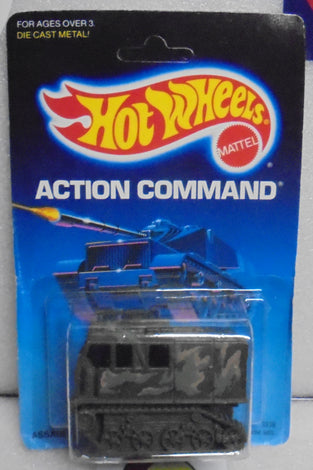 FOR AGES OVER 3.
DIE CAST METAL!
HOT WHEELS®
MATTEL
ACTION COMMAND®